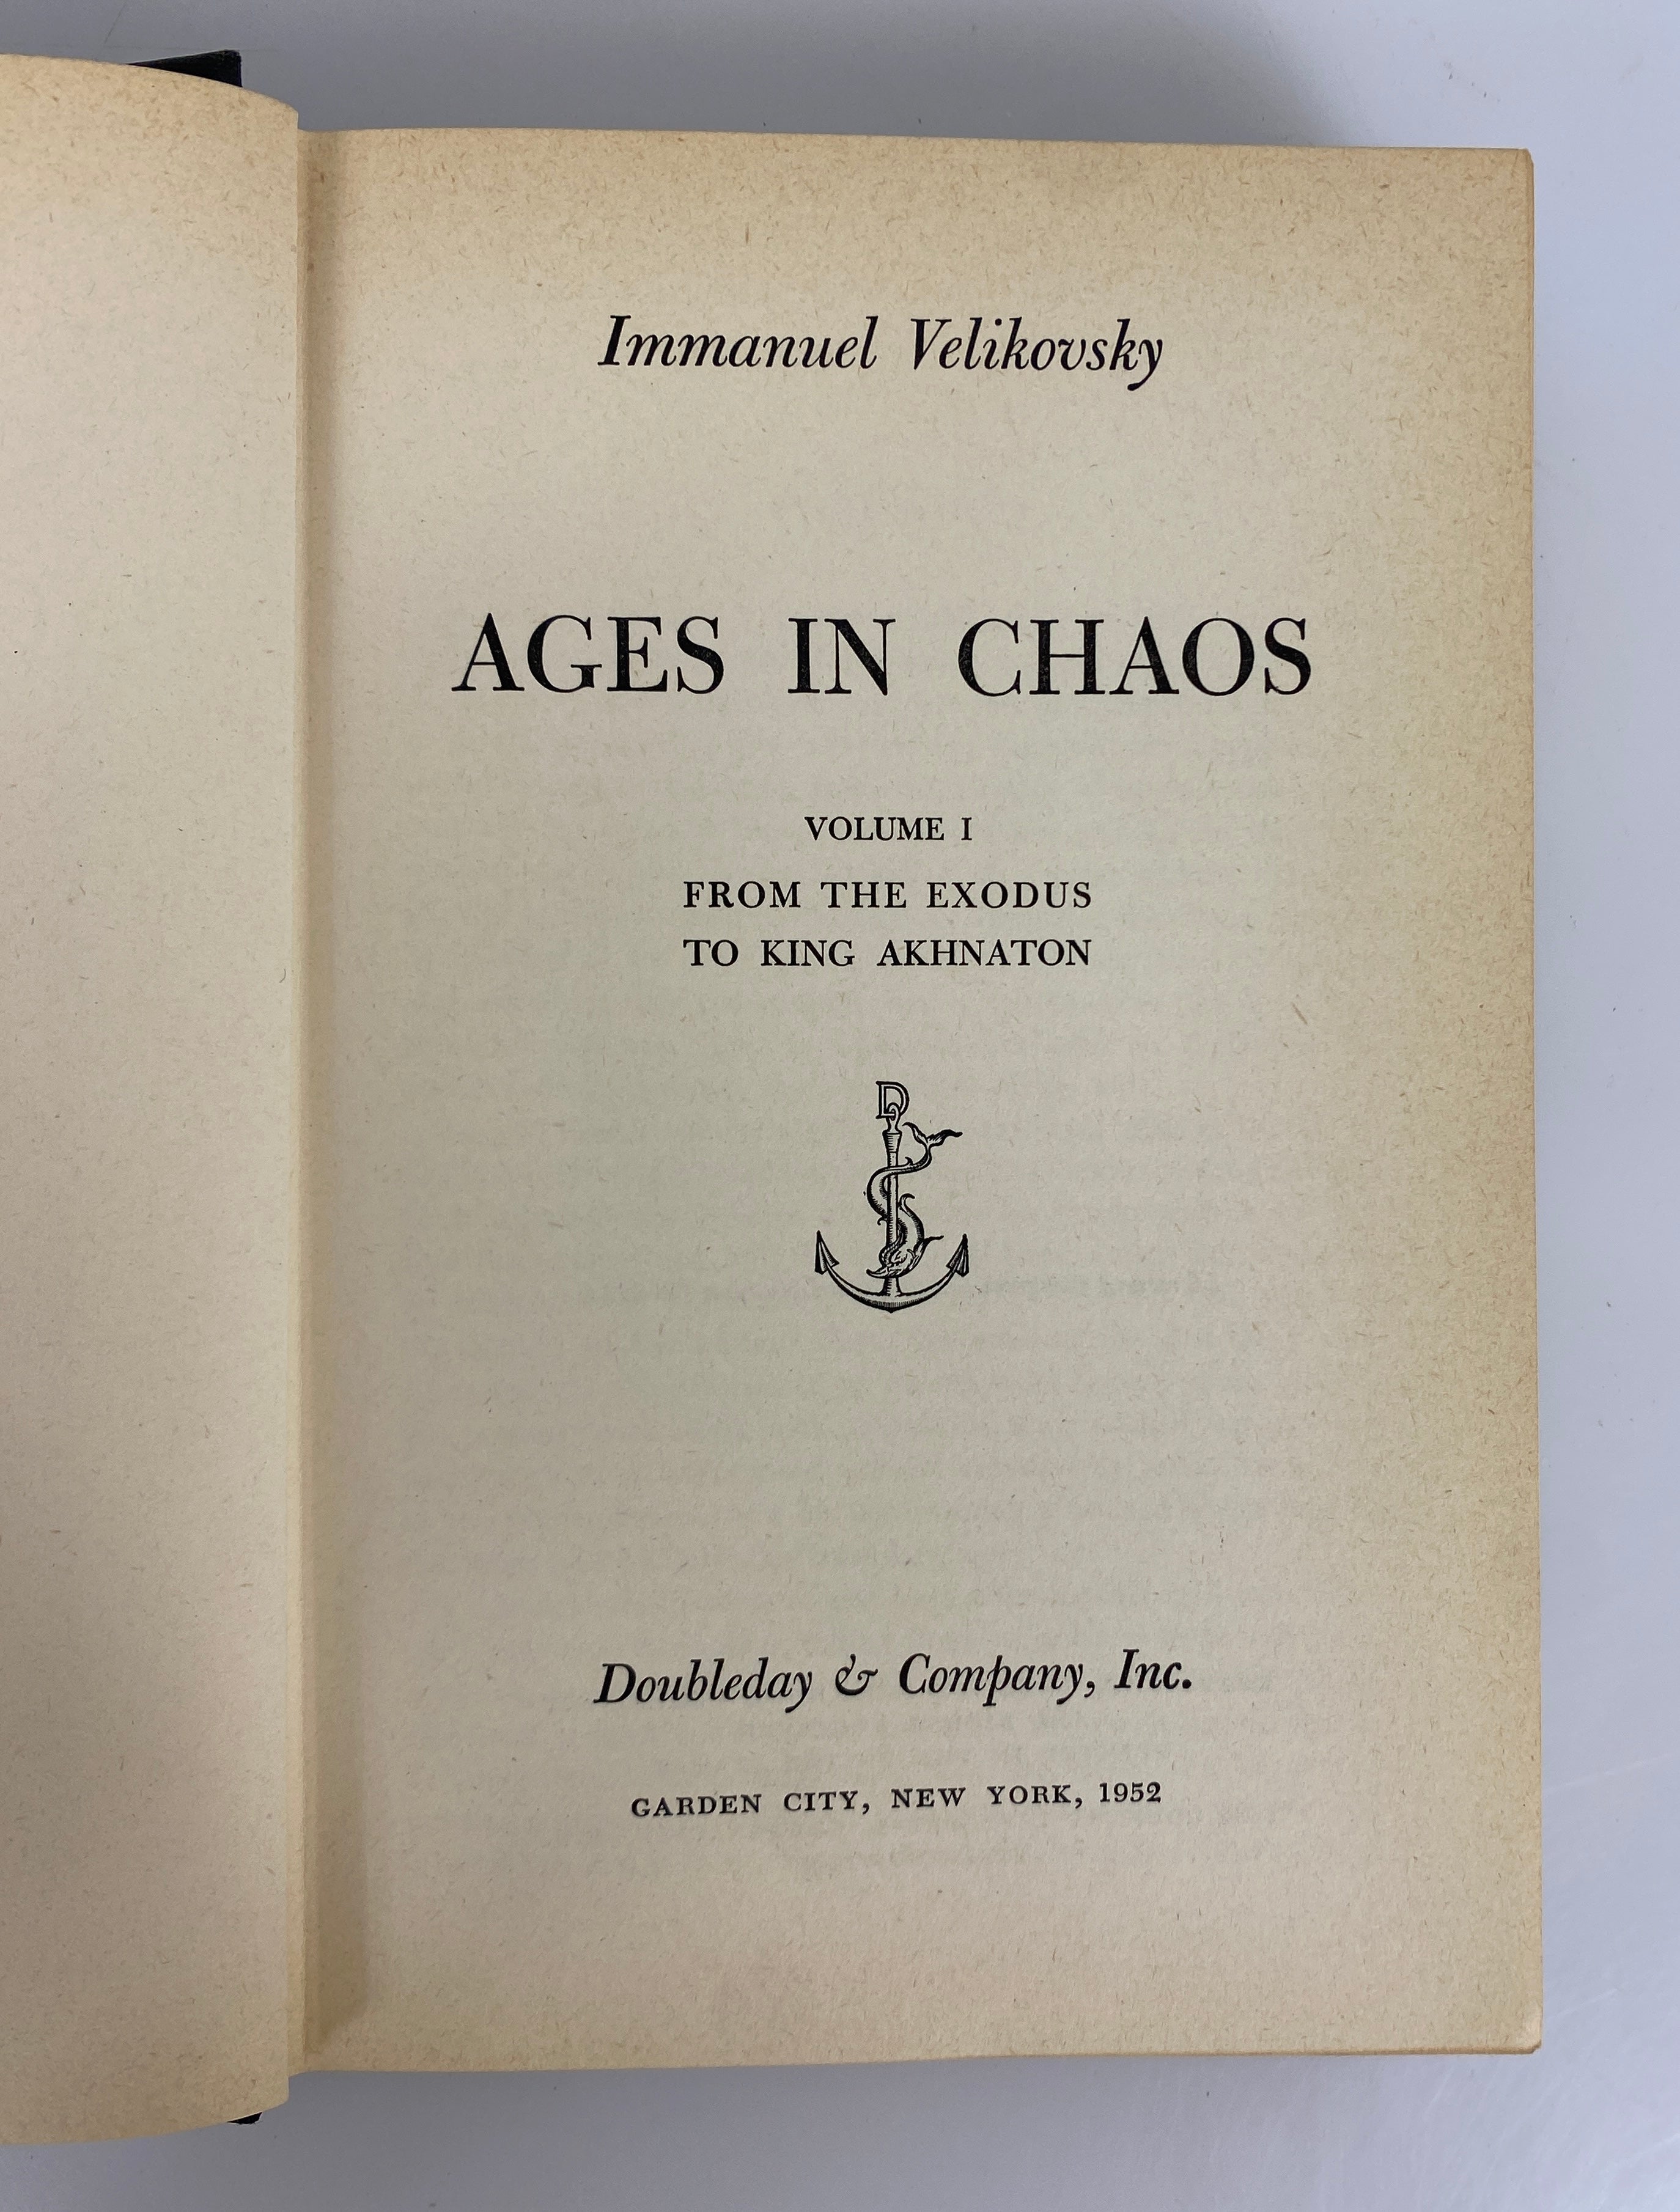 Immanuel Velikovsky
AGES IN CHAOS
VOLUME I
FROM THE EXODUS
TO KING AKHNATON
D
Doubleday & Company, Inc.
GARDEN CITY, NEW YORK, 1952